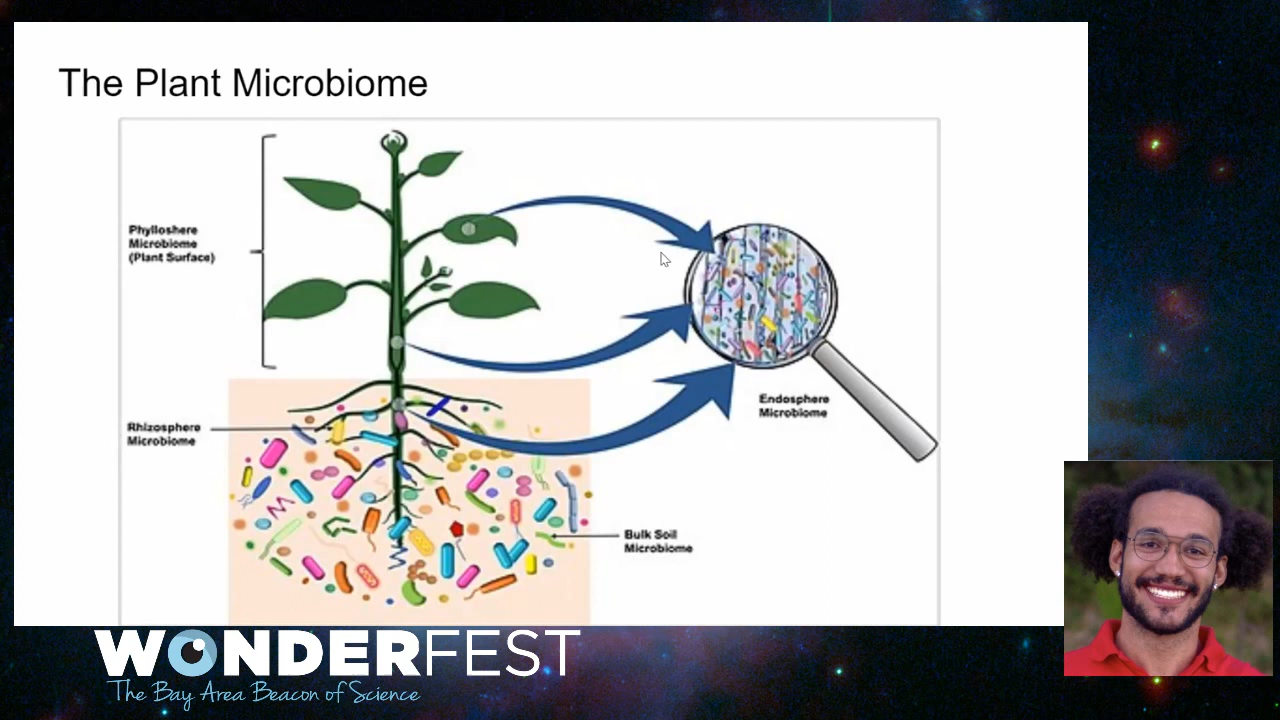 The Plant Microbiome
Phylloshere
Microbiome
(Plant Surface)
Rhizosphere
Microbiome
Endosphere
Microbiome
Bulk Soil
Microbiome
WONDERFEST
The Bay Area Beacon of Science